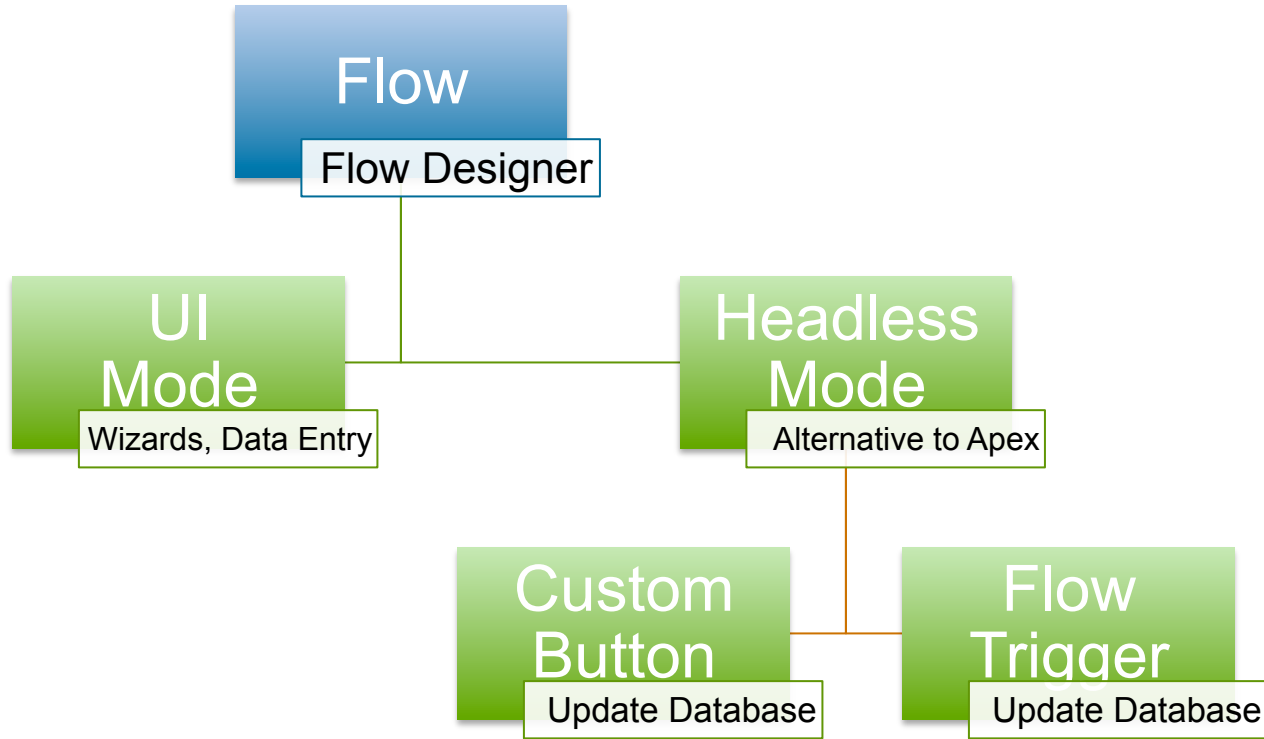 Flow
Flow Designer
UI
Mode
Wizards, Data Entry
Headless
Mode
Alternative to Apex
Custom
Button
Update Database
Flow
Trigger
Update Database